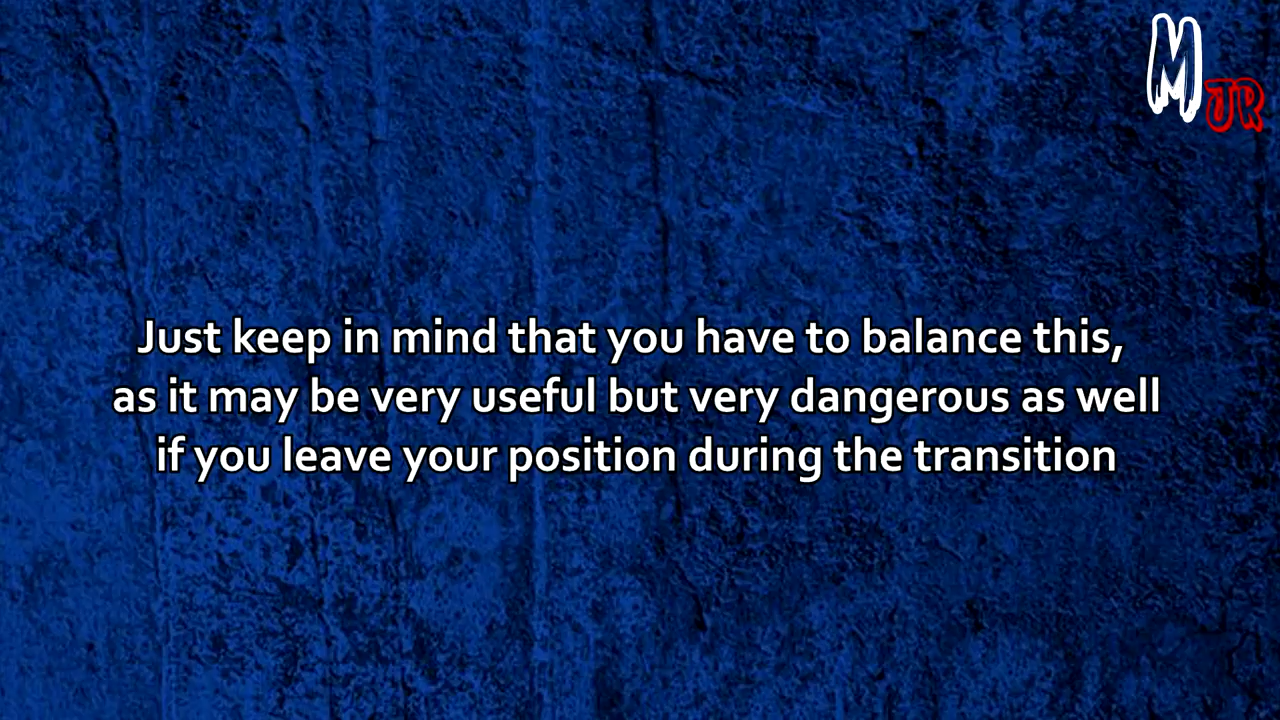 M
JR
Just keep in mind that you have to balance this,
as it may be very useful but very dangerous as well
if you leave your position during the transition